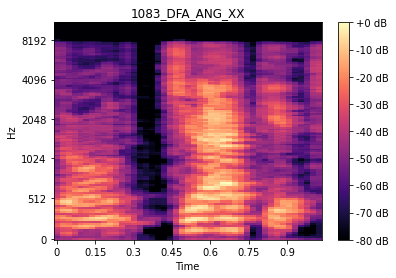 1083_DFA_ANG_XX
8192
4096
2048
1024
512
0
Hz
0
0.15
0.3
0.45
0.6
0.75
0.9
Time
+0 dB
-10 dB
-20 dB
-30 dB
-40 dB
-50 dB
-60 dB
-70 dB
-80 dB